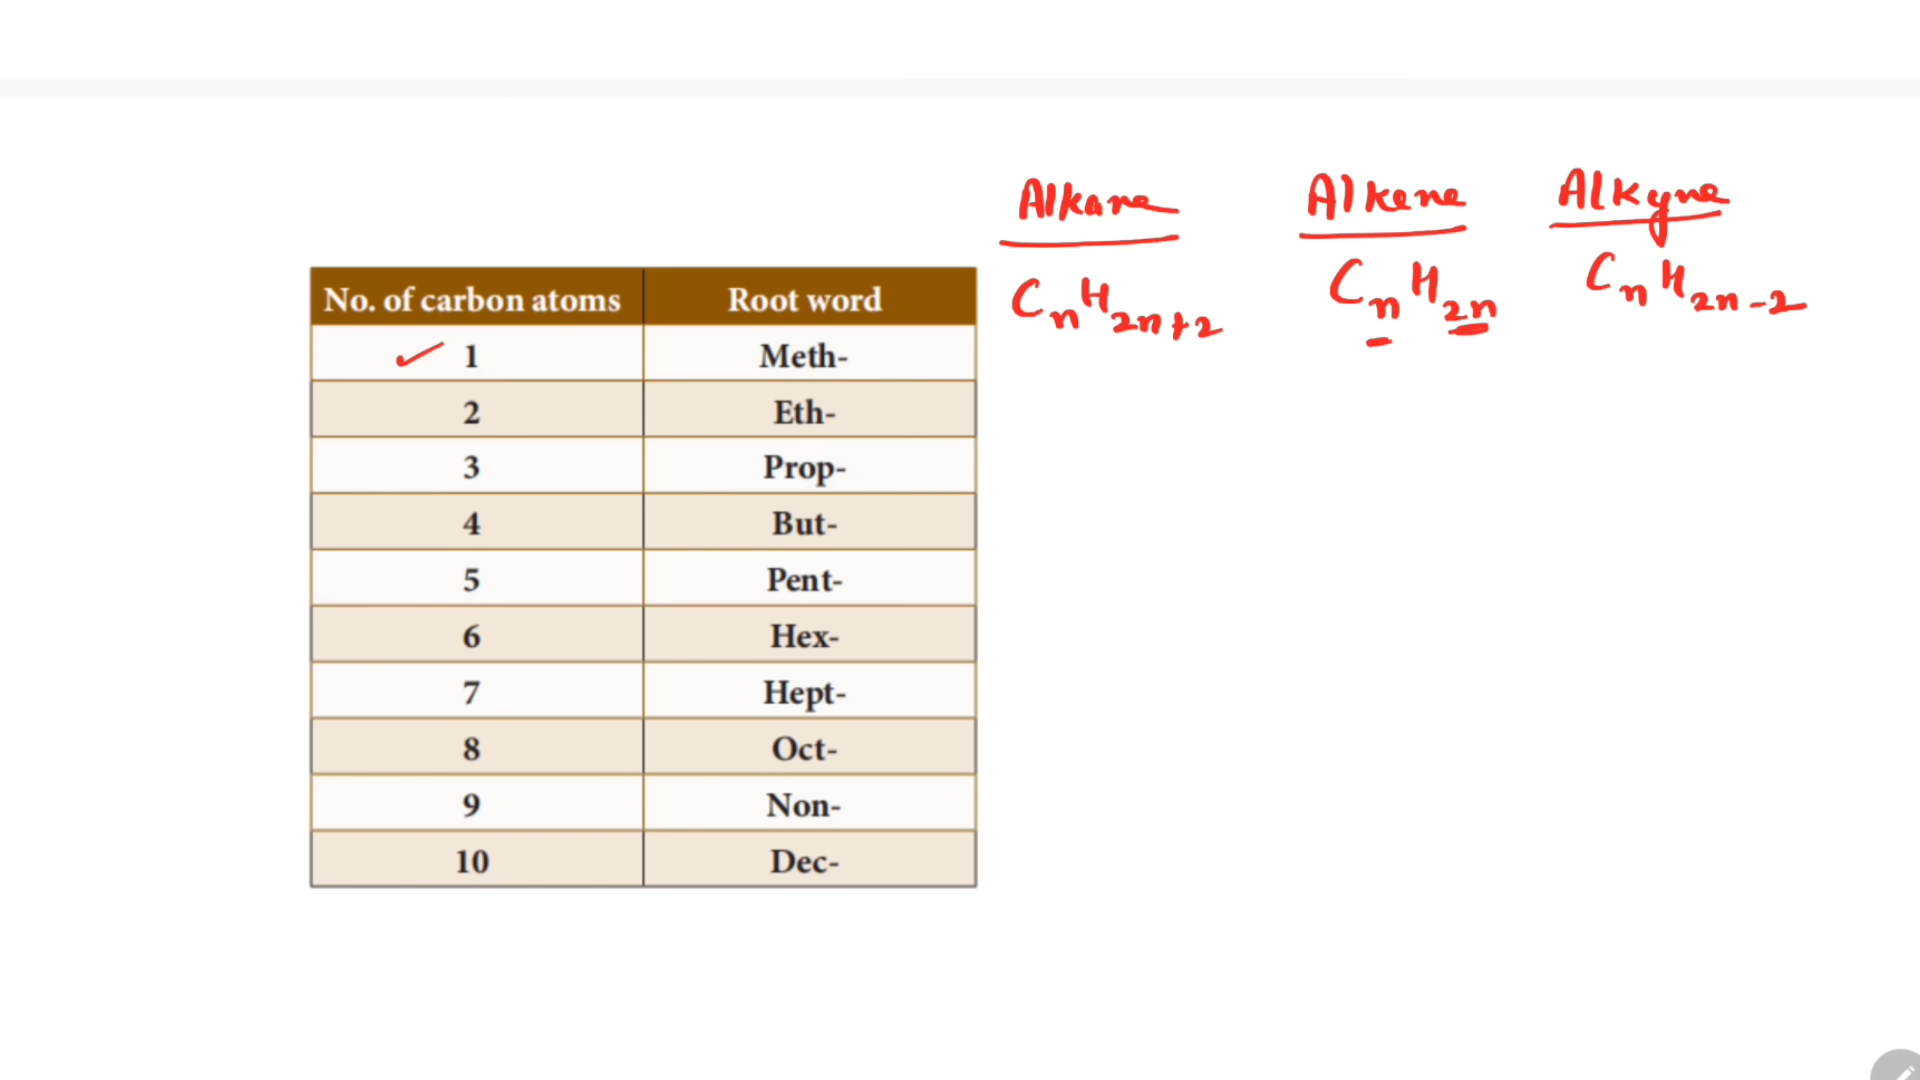 Alkane Alkene Alkyne
CnH2n+2 CnH2n CnH2n-2
No. of carbon atoms Root word
1 Meth-
2 Eth-
3 Prop-
4 But-
5 Pent-
6 Hex-
7 Hept-
8 Oct-
9 Non-
10 Dec-